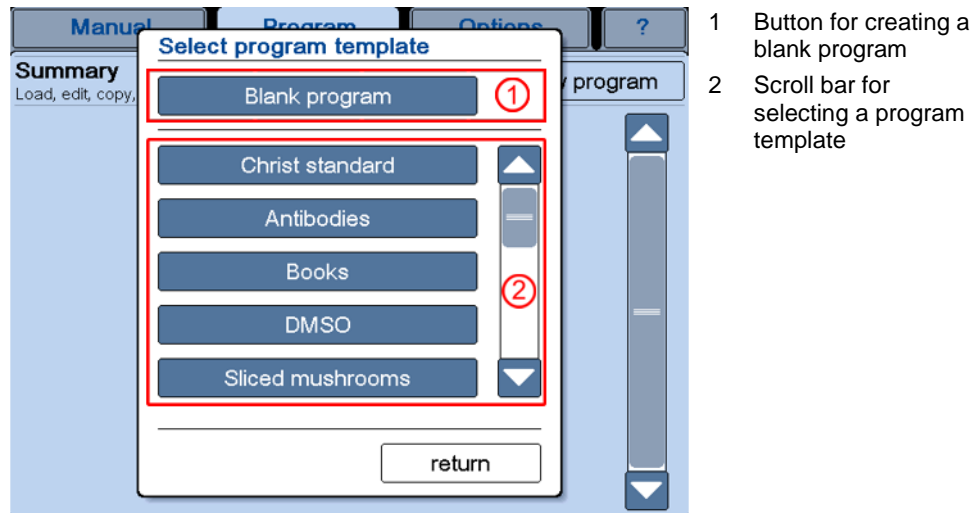 Manual Program Options ?
Select program template
Summary
Load, edit, copy,
program
Blank program 1
Christ standard
Antibodies
Books
2
DMSO
Sliced mushrooms
return
1 Button for creating a
blank program
2 Scroll bar for
selecting a program
template